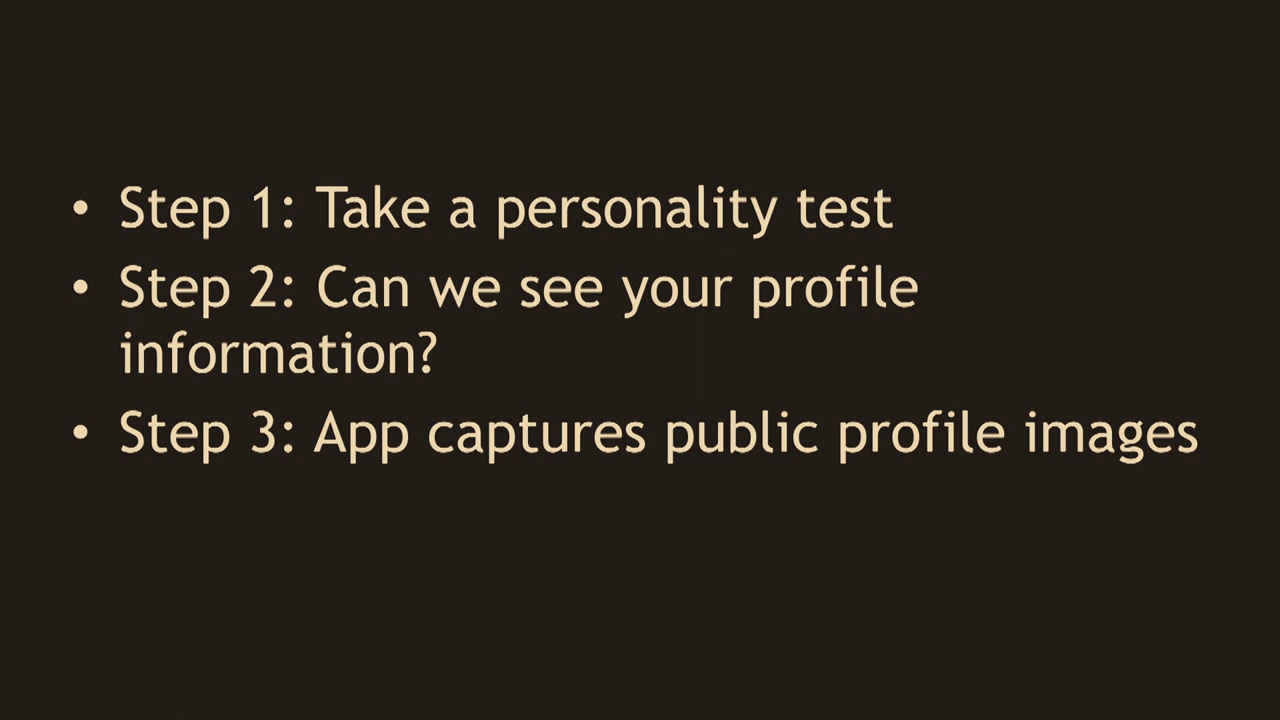 • Step 1: Take a personality test
• Step 2: Can we see your profile
information?
• Step 3: App captures public profile images